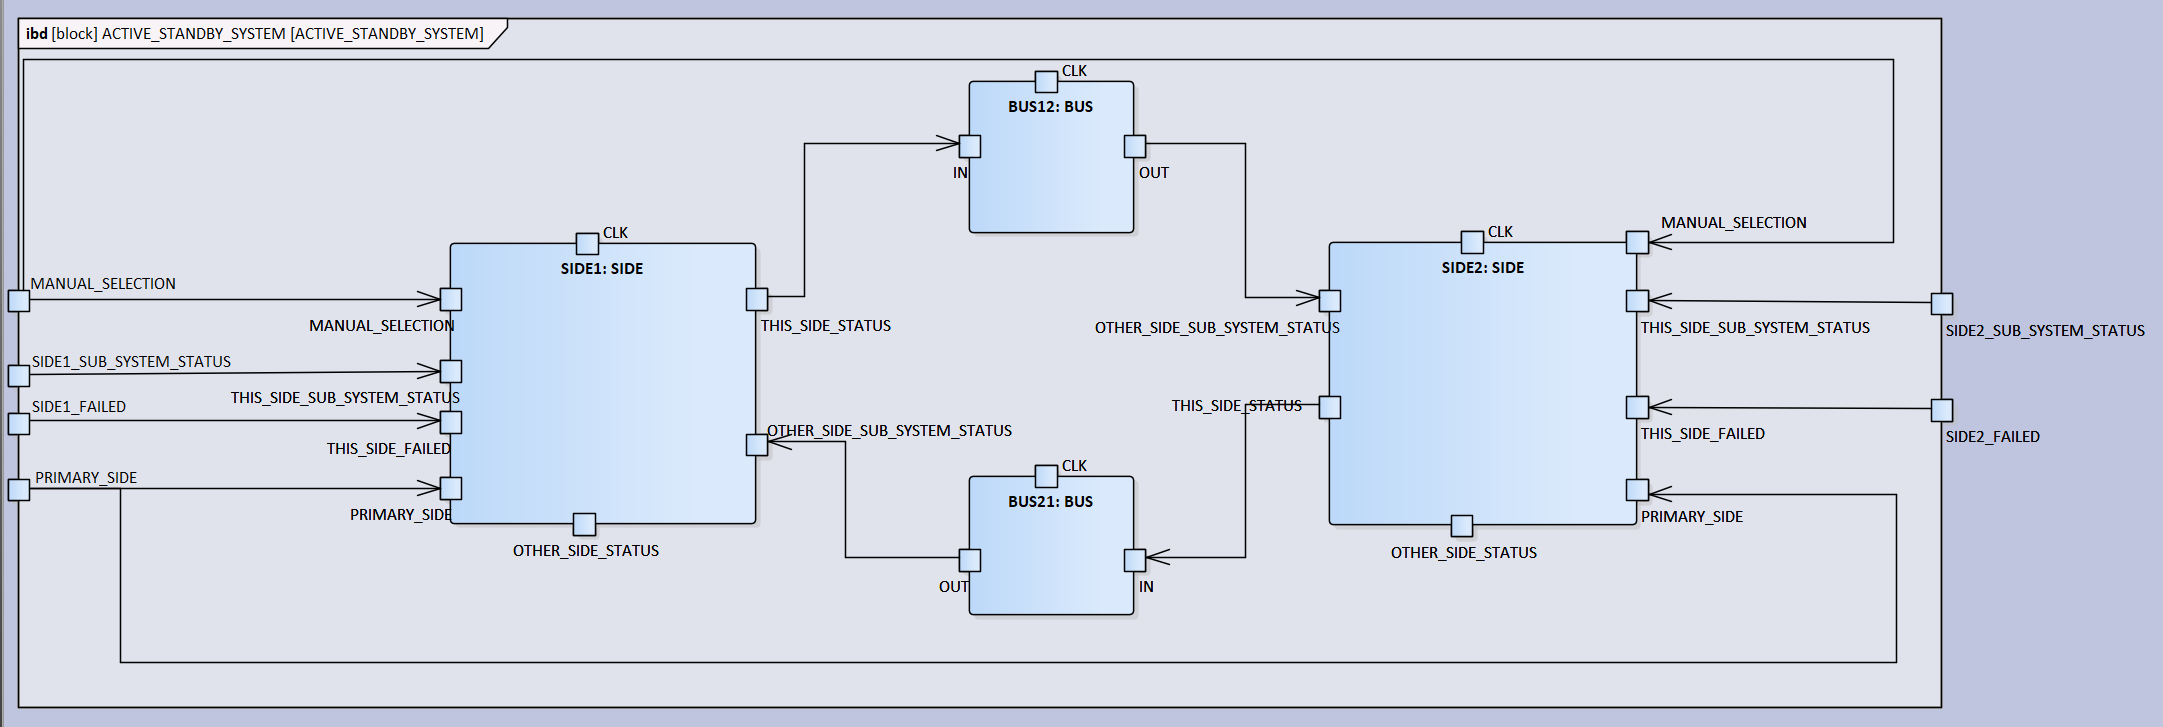 ibd [block] ACTIVE_STANDBY_SYSTEM [ACTIVE_STANDBY_SYSTEM]
CLK
BUS12: BUS
IN
OUT
MANUAL_SELECTION
CLK
SIDE1: SIDE
CLK
SIDE2: SIDE
MANUAL_SELECTION
MANUAL_SELECTION
THIS_SIDE_STATUS
OTHER_SIDE_SUB_SYSTEM_STATUS
THIS_SIDE_SUB_SYSTEM_STATUS
SIDE2_SUB_SYSTEM_STATUS
SIDE1_SUB_SYSTEM_STATUS
THIS_SIDE_SUB_SYSTEM_STATUS
SIDE1_FAILED
THIS_SIDE_STATUS
THIS_SIDE_FAILED
OTHER_SIDE_SUB_SYSTEM_STATUS
THIS_SIDE_FAILED
SIDE2_FAILED
PRIMARY_SIDE
CLK
BUS21: BUS
PRIMARY_SIDE
PRIMARY_SIDE
OTHER_SIDE_STATUS
OTHER_SIDE_STATUS
OUT
IN